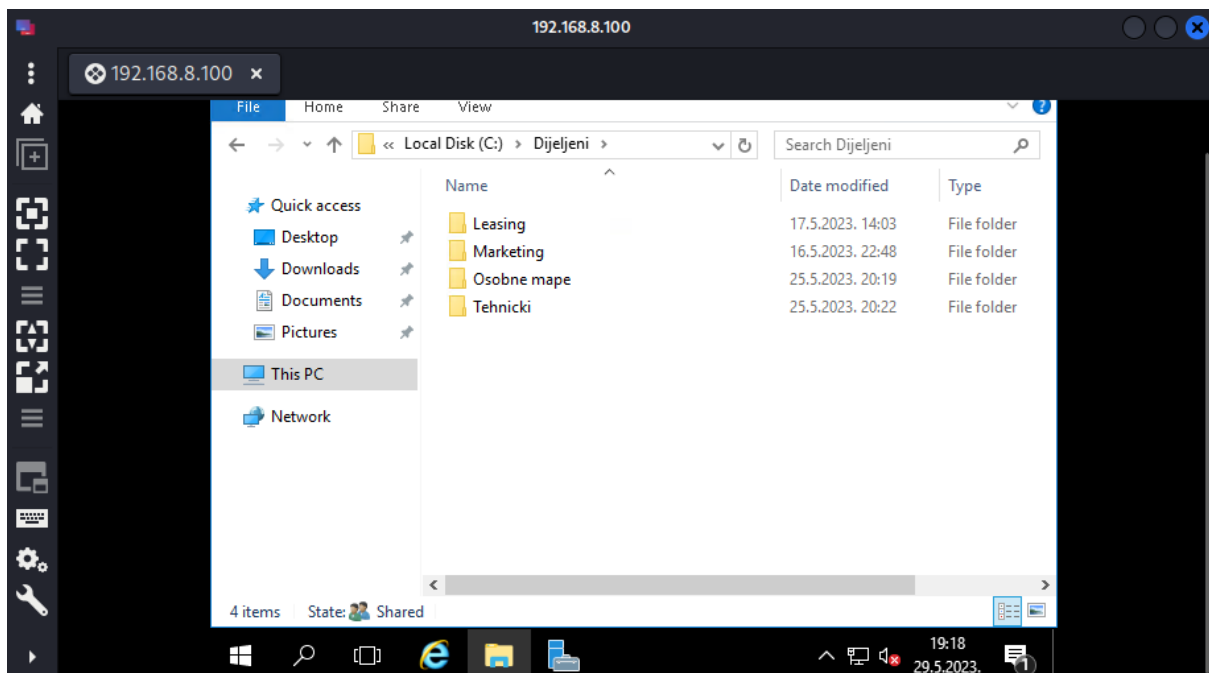 192.168.8.100
192.168.8.100 ×
File Home Share View
« Local Disk (C:) > Dijeljeni > Search Dijeljeni
Name Date modified Type
Quick access
Desktop
Downloads
Documents
Pictures
This PC
Network
Leasing 17.5.2023. 14:03 File folder
Marketing 16.5.2023. 22:48 File folder
Osobne mape 25.5.2023. 20:19 File folder
Tehnicki 25.5.2023. 20:22 File folder
4 items State: Shared
19:18
29.5.2023.
1